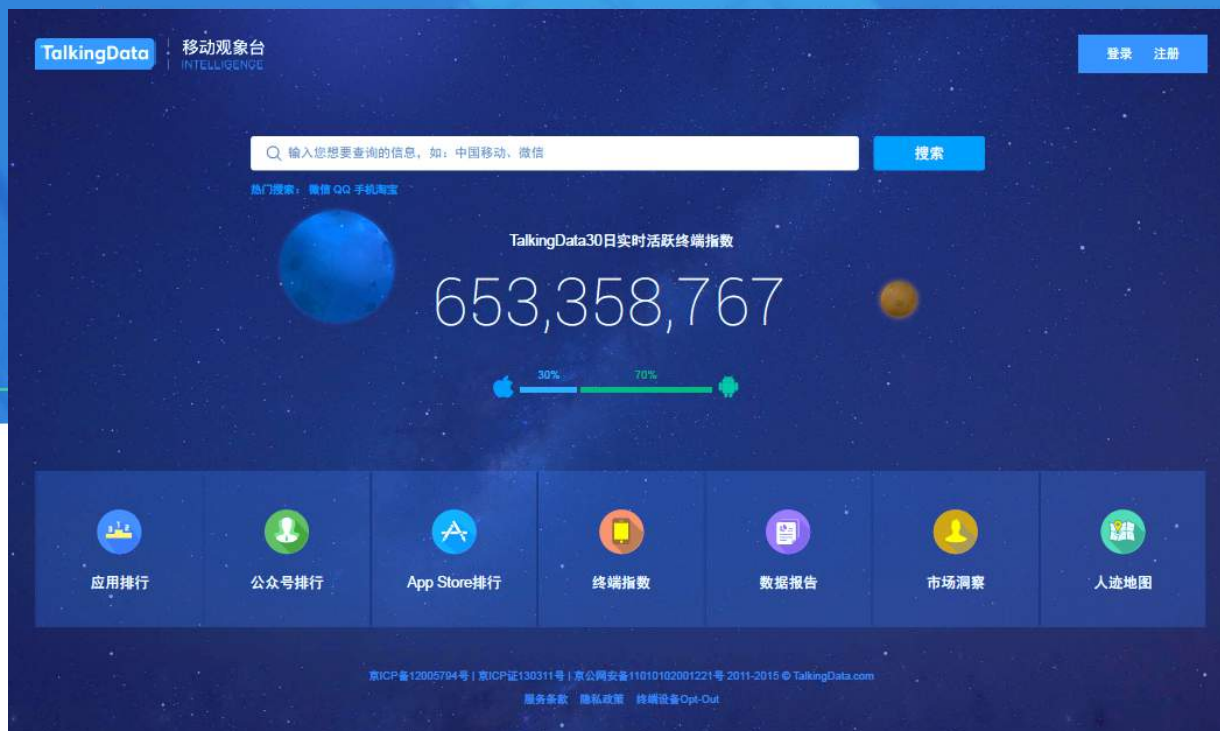 TalkingData 移动观象台
INTELLIGENCE
登录 注册
输入您想要查询的信息，如：中国移动、微信
搜索
热门搜索： 微信 QQ 手机淘宝
TalkingData30日实时活跃终端指数
653,358,767
30% 70%
3 1 2
应用排行 公众号排行 App Store排行 终端指数 数据报告 市场洞察 人迹地图
京ICP备12005794号 | 京ICP证130311号 | 京公网安备11010102001221号 2011-2015 © TalkingData.com
服务条款 隐私政策 终端设备Opt-Out